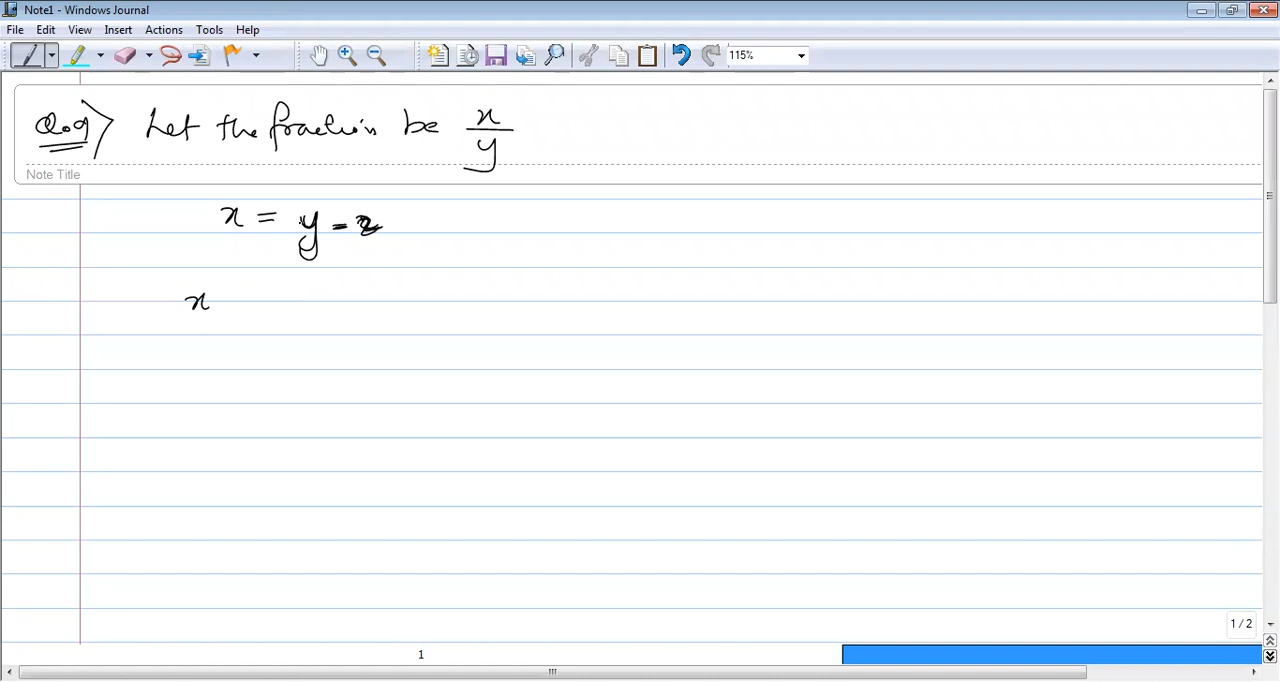 Note1 - Windows Journal
File Edit View Insert Actions Tools Help
115%
Q.9) Let the fraction be x/y
Note Title
x = y - 2
x
1 / 2
1